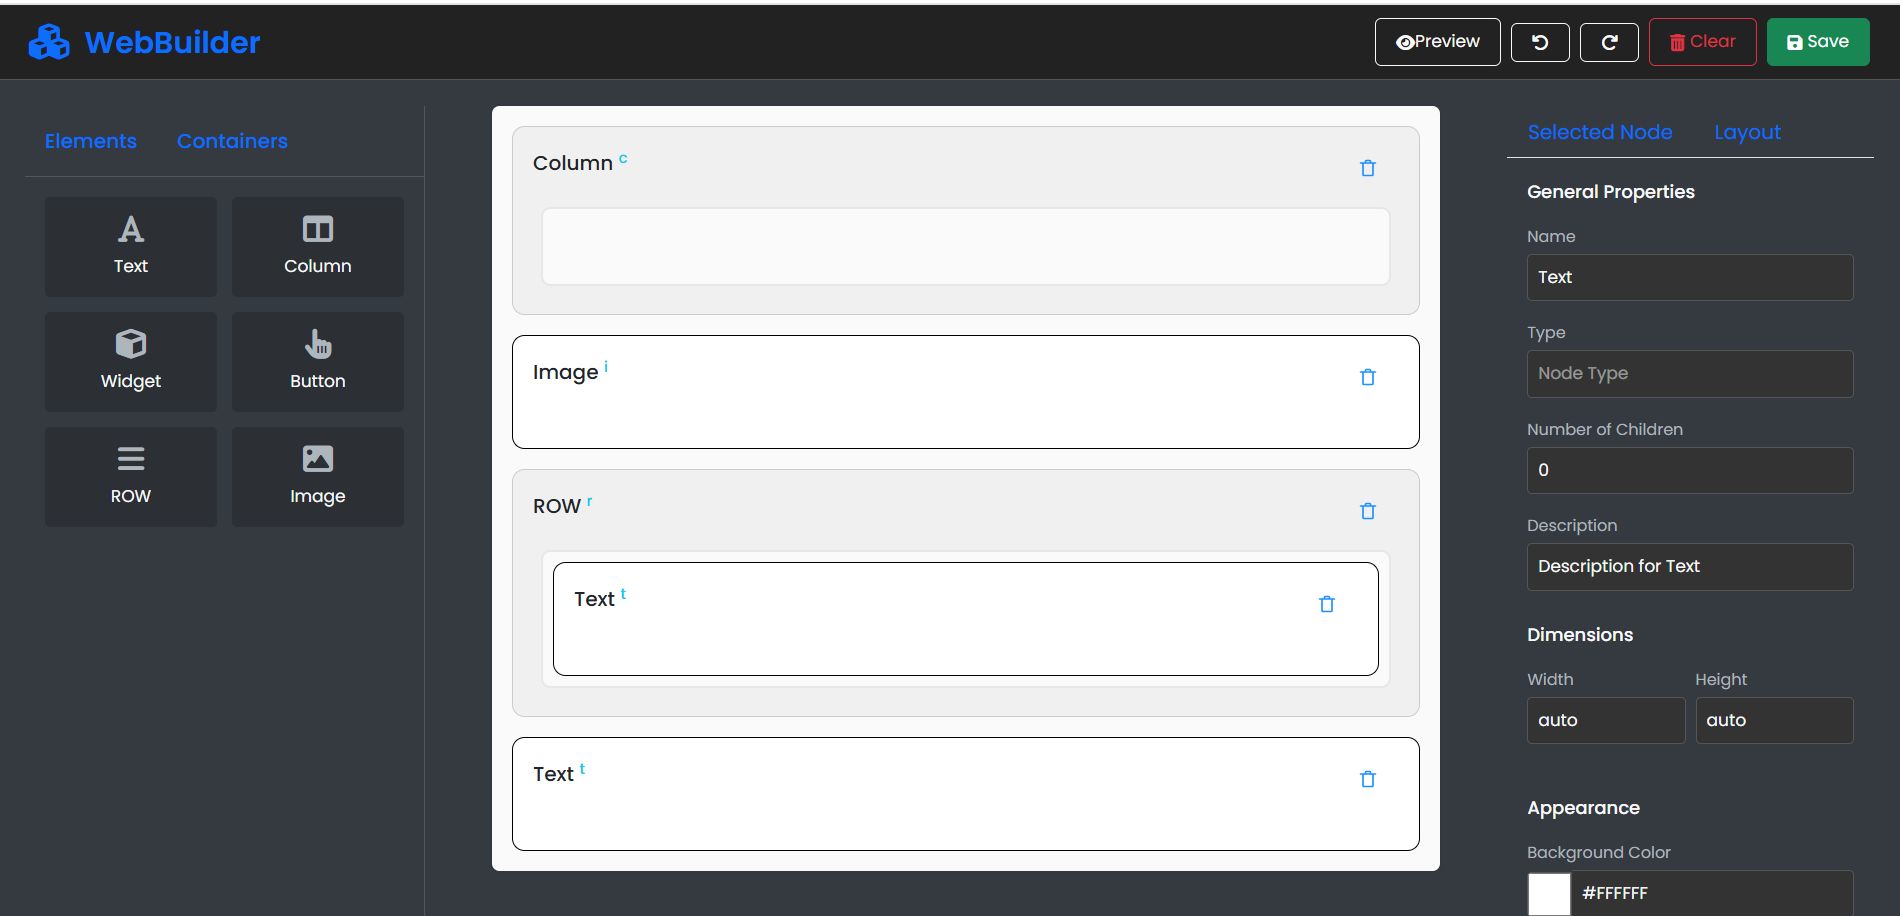 WebBuilder
Preview
Clear
Save
Elements Containers
Text
Column
Widget
Button
ROW
Image
Column c
Image i
ROW r
Text t
Text t
Selected Node Layout
General Properties
Name
Text
Type
Node Type
Number of Children
0
Description
Description for Text
Dimensions
Width Height
auto auto
Appearance
Background Color
#FFFFFF